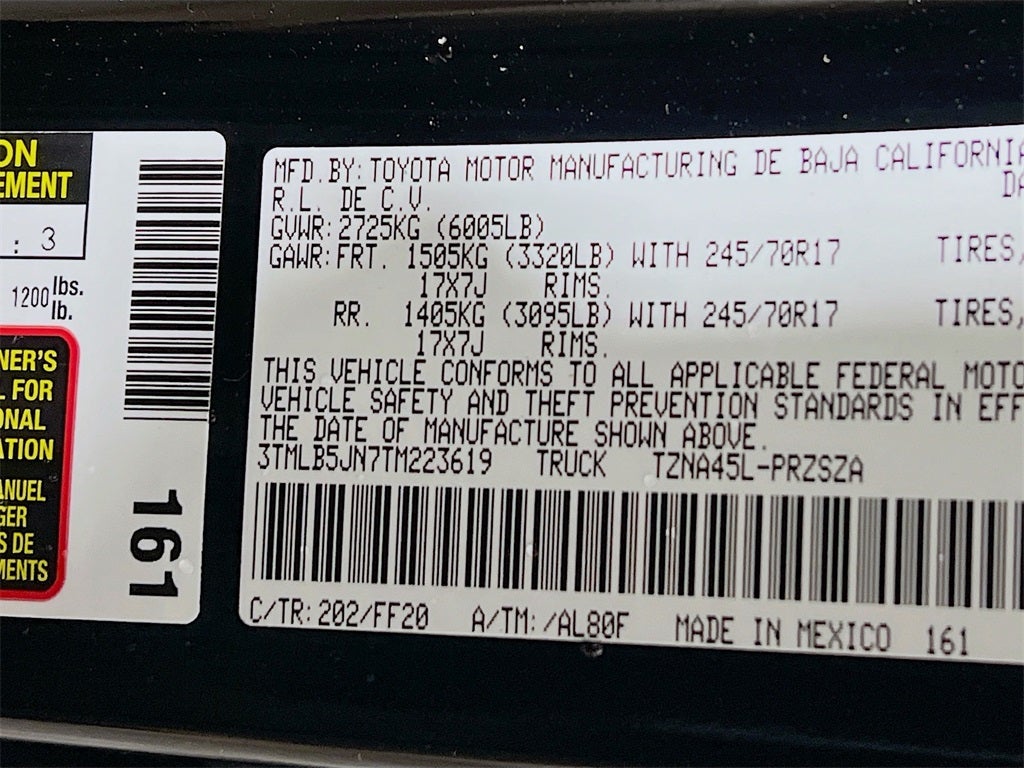 ON
EMENT
: 3
1200 lbs.
lb.
NER'S
L FOR
ONAL
ATION
ANUEL
GER
S DE
MENTS
161
MFD.BY:TOYOTA MOTOR MANUFACTURING DE BAJA CALIFORNIA
DA
R.L. DE C.V.
GVWR:2725KG (6005LB)
GAWR:FRT. 1505KG (3320LB) WITH 245/70R17 TIRES,
17X7J RIMS.
RR. 1405KG (3095LB) WITH 245/70R17 TIRES,
17X7J RIMS.
THIS VEHICLE CONFORMS TO ALL APPLICABLE FEDERAL MOTO
VEHICLE SAFETY AND THEFT PREVENTION STANDARDS IN EFF
THE DATE OF MANUFACTURE SHOWN ABOVE.
3TMLB5JN7TM223619 TRUCK TZNA45L-PRZSZA
C/TR:202/FF20 A/TM:/AL80F MADE IN MEXICO 161